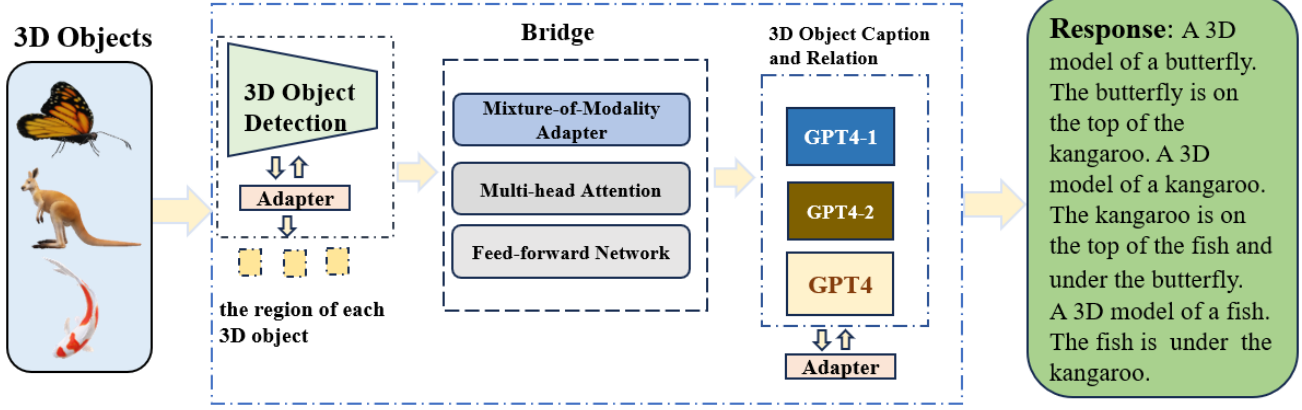 3D Objects
3D Object
Detection
Adapter
the region of each
3D object
Bridge
Mixture-of-Modality
Adapter
Multi-head Attention
Feed-forward Network
3D Object Caption
and Relation
GPT4-1
GPT4-2
GPT4
Adapter
Response: A 3D
model of a butterfly.
The butterfly is on
the top of the
kangaroo. A 3D
model of a kangaroo.
The kangaroo is on
the top of the fish and
under the butterfly.
A 3D model of a fish.
The fish is under the
kangaroo.